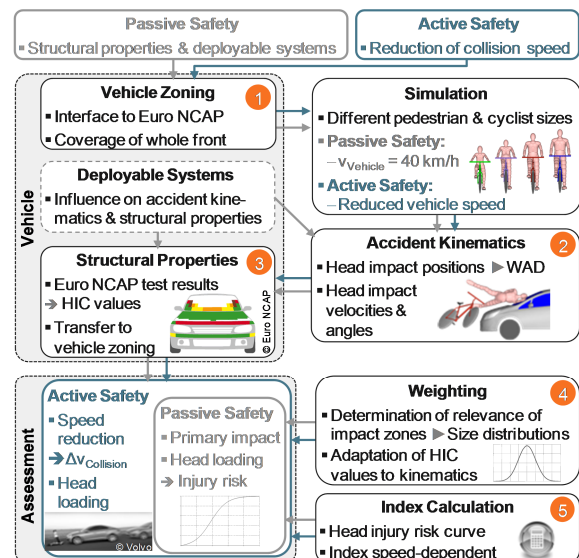 Passive Safety
▪ Structural properties & deployable systems
Active Safety
▪ Reduction of collision speed
Vehicle
Vehicle Zoning
1
▪ Interface to Euro NCAP
▪ Coverage of whole front
Deployable Systems
▪ Influence on accident kine-
matics & structural properties
Structural Properties
3
▪ Euro NCAP test results
➔ HIC values
▪ Transfer to
vehicle zoning
© Euro NCAP
Simulation
▪ Different pedestrian & cyclist sizes
▪ Passive Safety:
– vVehicle = 40 km/h
▪ Active Safety:
– Reduced vehicle speed
Accident Kinematics
2
▪ Head impact positions ▶ WAD
▪ Head impact
velocities &
angles
Assessment
Active Safety
▪ Speed
reduction
➔ ΔvCollision
▪ Head
loading
© Volvo
Passive Safety
▪ Primary impact
▪ Head loading
➔ Injury risk
Weighting
4
▪ Determination of relevance of
impact zones ▶ Size distributions
▪ Adaptation of HIC
values to kinematics
Index Calculation
5
▪ Head injury risk curve
▪ Index speed-dependent